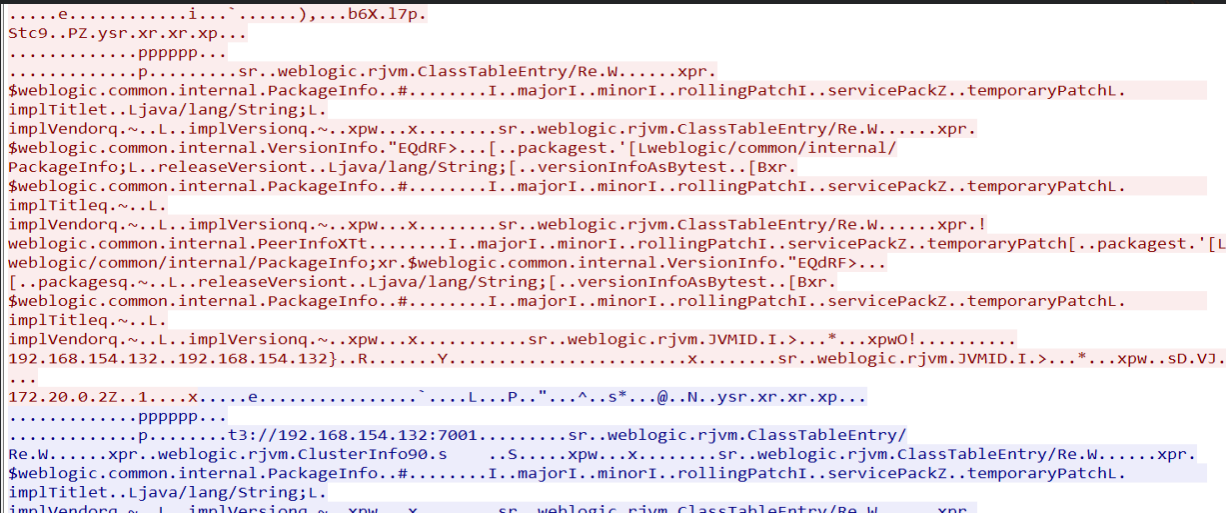 .....e............i...`......),...b6X.l7p.
Stc9..PZ.ysr.xr.xr.xp...
.............pppppp...
.............p.........sr..weblogic.rjvm.ClassTableEntry/Re.W......xpr.
$weblogic.common.internal.PackageInfo..#........I..majorI..minorI..rollingPatchI..servicePackZ..temporaryPatchL.
implTitlet..Ljava/lang/String;L.
implVendorq.~..L..implVersionq.~..xpw...x........sr..weblogic.rjvm.ClassTableEntry/Re.W......xpr.
$weblogic.common.internal.VersionInfo."EQdRF>...[..packagest.'[Lweblogic/common/internal/
PackageInfo;L..releaseVersiont..Ljava/lang/String;[..versionInfoAsBytest..[Bxr.
$weblogic.common.internal.PackageInfo..#........I..majorI..minorI..rollingPatchI..servicePackZ..temporaryPatchL.
implTitleq.~..L.
implVendorq.~..L..implVersionq.~..xpw...x........sr..weblogic.rjvm.ClassTableEntry/Re.W......xpr.!
weblogic.common.internal.PeerInfoXTt........I..majorI..minorI..rollingPatchI..servicePackZ..temporaryPatch[..packagest.'[L
weblogic/common/internal/PackageInfo;xr.$weblogic.common.internal.VersionInfo."EQdRF>...
[..packagesq.~..L..releaseVersiont..Ljava/lang/String;[..versionInfoAsBytest..[Bxr.
$weblogic.common.internal.PackageInfo..#........I..majorI..minorI..rollingPatchI..servicePackZ..temporaryPatchL.
implTitleq.~..L.
implVendorq.~..L..implVersionq.~..xpw...x...........sr..weblogic.rjvm.JVMID.I.>...*...xpwO!..........
192.168.154.132..192.168.154.132}..R.......Y........................x........sr..weblogic.rjvm.JVMID.I.>...*...xpw..sD.VJ.
...
172.20.0.2Z..1....x.....e................`....L...P.."...^..s*...@..N..ysr.xr.xr.xp...
.............pppppp...
.............p........t3://192.168.154.132:7001.........sr..weblogic.rjvm.ClassTableEntry/
Re.W......xpr..weblogic.rjvm.ClusterInfo90.s ..S.....xpw...x........sr..weblogic.rjvm.ClassTableEntry/Re.W......xpr.
$weblogic.common.internal.PackageInfo..#........I..majorI..minorI..rollingPatchI..servicePackZ..temporaryPatchL.
implTitlet..Ljava/lang/String;L.
implVendorq.~..L..implVersionq.~..xpw...x........sr..weblogic.rjvm.ClassTableEntry/Re.W......xpr.